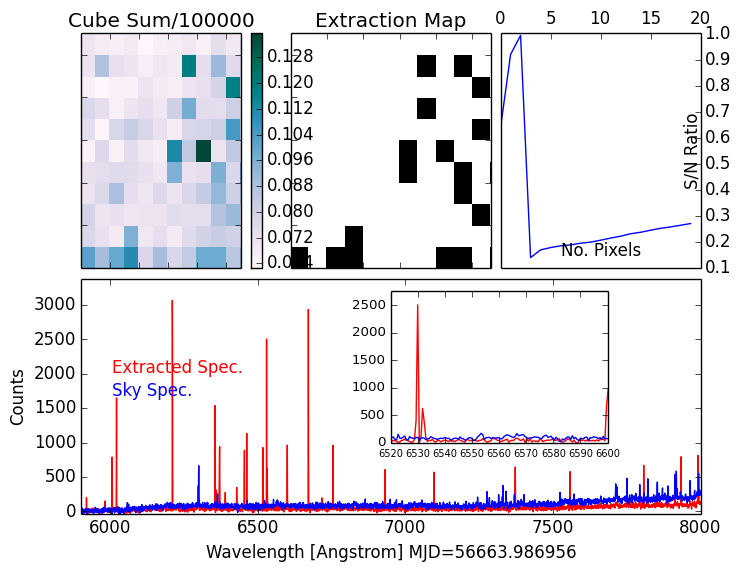 Cube Sum/100000
Extraction Map
0 5 10 15 20
0.128
0.120
0.112
0.104
0.096
0.088
0.080
0.072
1.0
0.9
0.8
0.7
0.6
0.5
0.4
0.3
0.2
0.1
S/N Ratio
No. Pixels
3000
2500
2000
1500
1000
500
0
Counts
Extracted Spec.
Sky Spec.
2500
2000
1500
1000
500
0
6520 6530 6540 6550 6560 6570 6580 6590 6600
6000 6500 7000 7500 8000
Wavelength [Angstrom] MJD=56663.986956